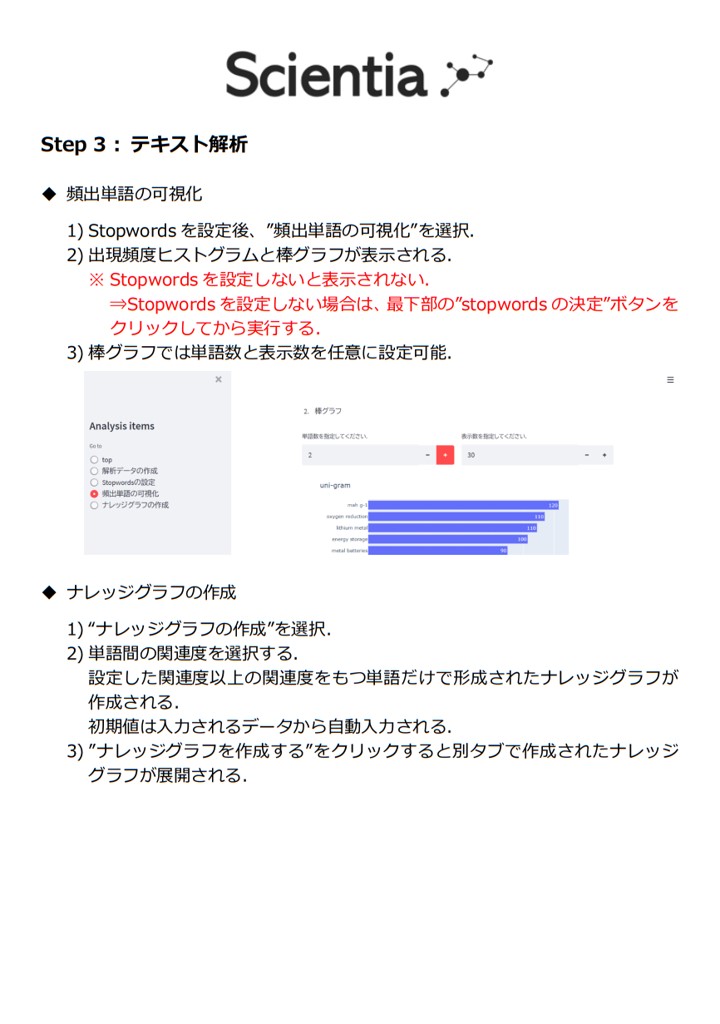 Scientia
Step 3： テキスト解析
◆ 頻出単語の可視化
1) Stopwords を設定後、”頻出単語の可視化”を選択.
2) 出現頻度ヒストグラムと棒グラフが表示される.
※ Stopwords を設定しないと表示されない.
⇒Stopwords を設定しない場合は、最下部の”stopwords の決定”ボタンを
クリックしてから実行する.
3) 棒グラフでは単語数と表示数を任意に設定可能.
×
☰
Analysis items
Go to
top
解析データの作成
Stopwordsの設定
頻出単語の可視化
ナレッジグラフの作成
2. 棒グラフ
単語数を指定してください.
表示数を指定してください.
2 − +
30 − +
uni-gram
mah g-1 120
oxygen reduction 110
lithium metal 110
energy storage 100
metal batteries 90
◆ ナレッジグラフの作成
1) “ナレッジグラフの作成”を選択.
2) 単語間の関連度を選択する.
設定した関連度以上の関連度をもつ単語だけで形成されたナレッジグラフが
作成される.
初期値は入力されるデータから自動入力される.
3) ”ナレッジグラフを作成する”をクリックすると別タブで作成されたナレッジ
グラフが展開される.